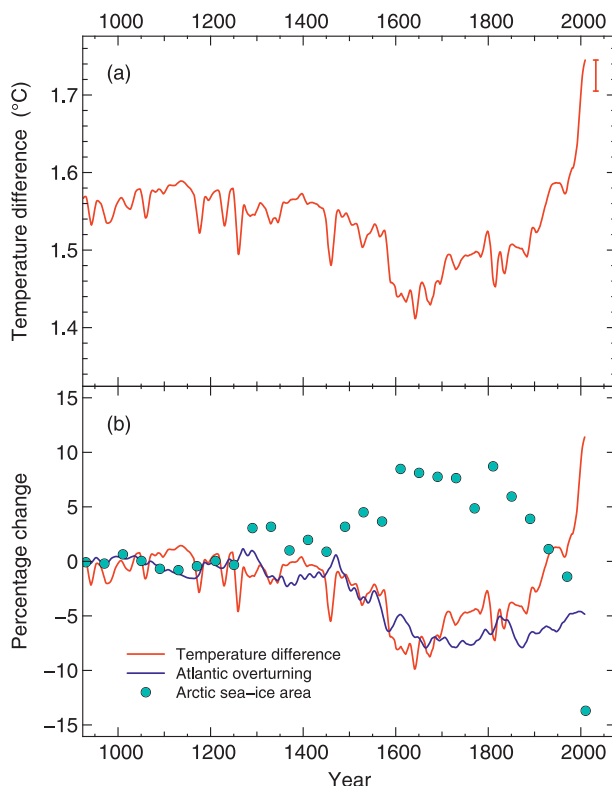 1000 1200 1400 1600 1800 2000
(a)
1.7
1.6
1.5
1.4
Temperature difference (°C)
(b)
10
5
0
−5
−10
−15
Percentage change
Temperature difference
Atlantic overturning
Arctic sea−ice area
1000 1200 1400 1600 1800 2000
Year